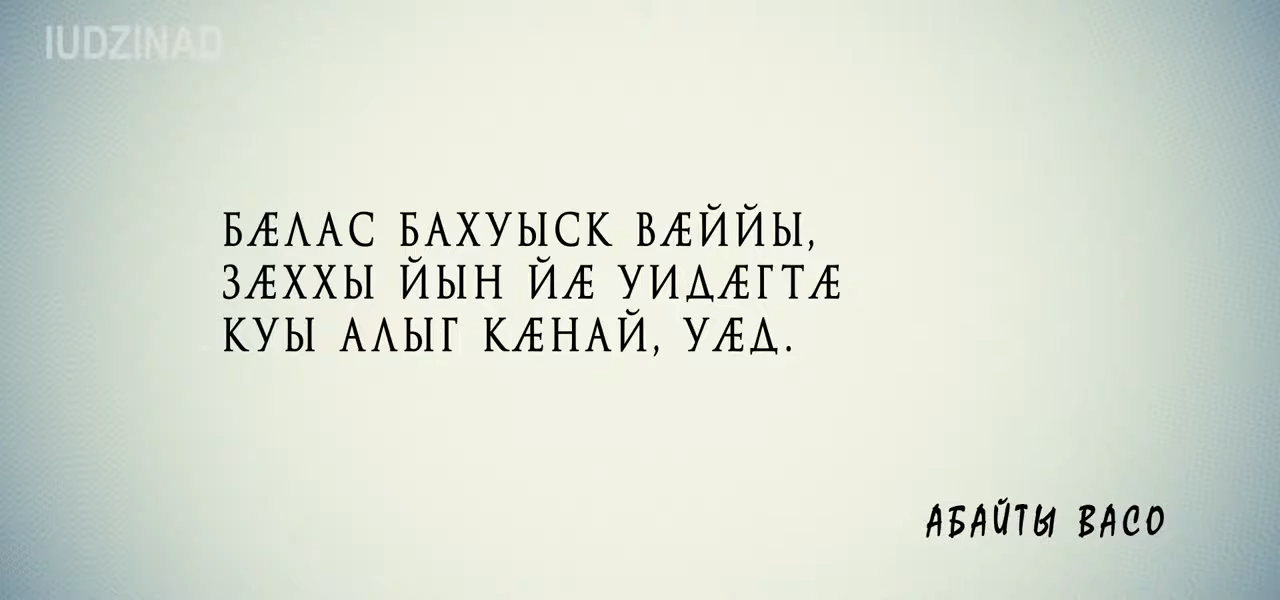 IUDZINAD
БÆЛАС БАХУЫСК ВÆЙЙЫ,
ЗÆХХЫ ЙЫН ЙÆ УИДÆГТÆ
КУЫ АЛЫГ КÆНАЙ, УÆД.
АБАЙТЫ ВАСО